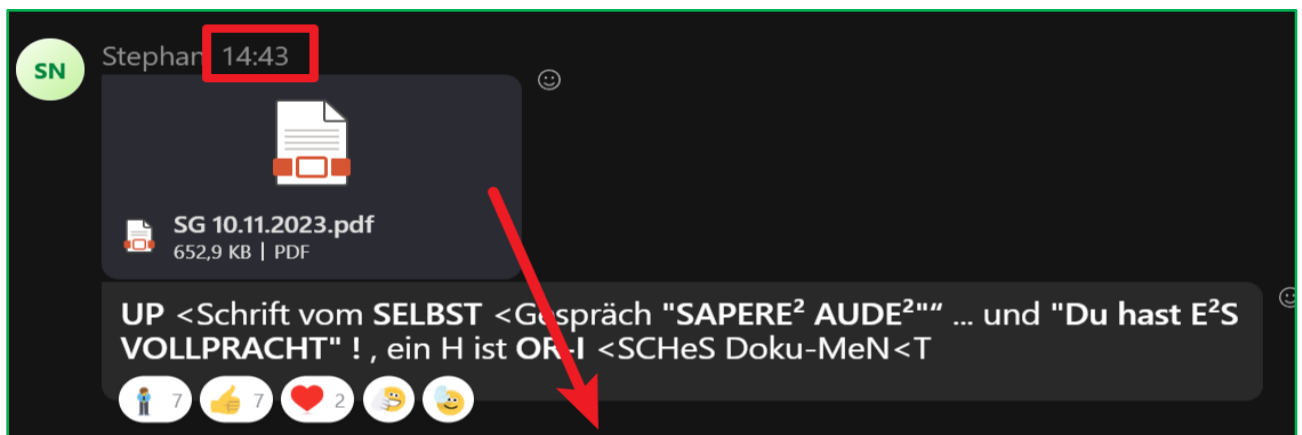 SN
Stephan 14:43
SG 10.11.2023.pdf
652,9 KB | PDF
UP <Schrift vom SELBST <Gespräch "SAPERE² AUDE²"“ ... und "Du hast E²S
VOLLPRACHT" ! , ein H ist OR-I <SCHeS Doku-MeN<T
7 7 2